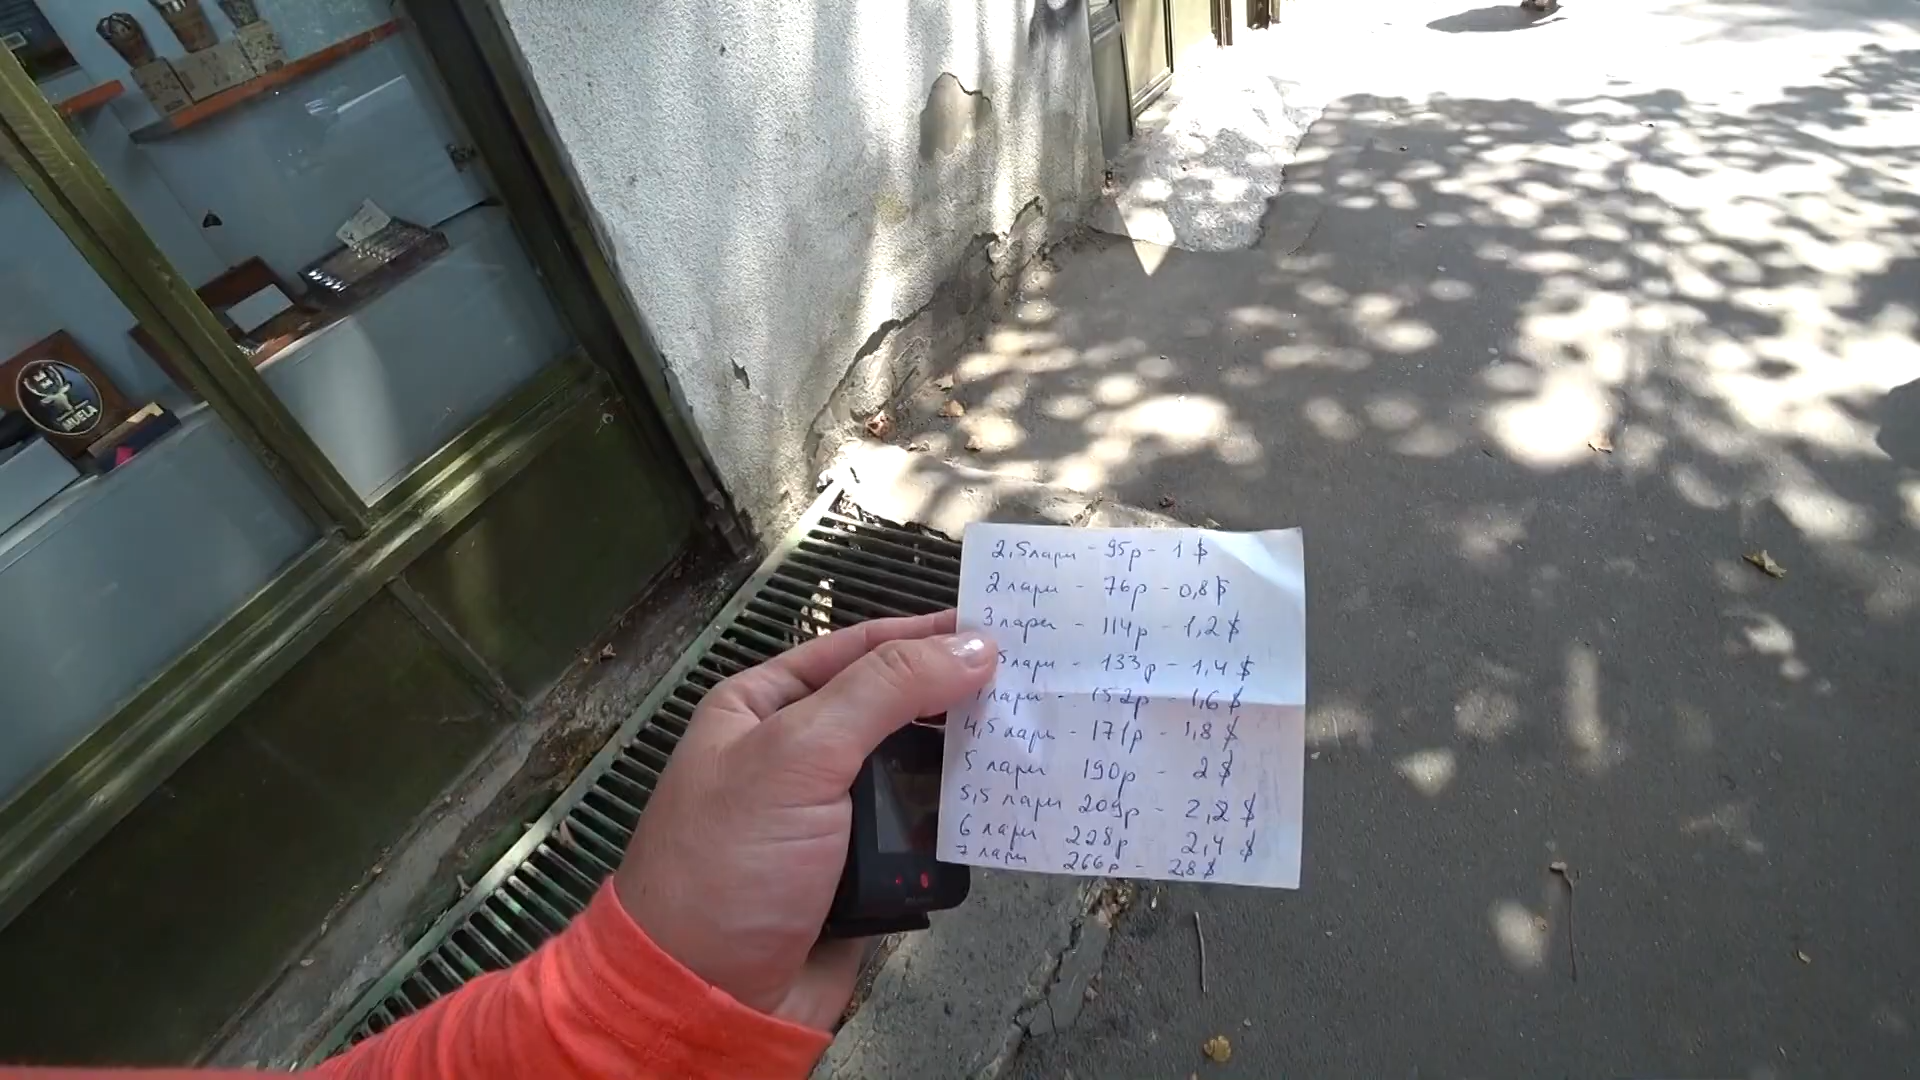 MUELA
2,5 лари - 95р - 1 $
2 лари - 76р - 0,8 $
3 лари - 114р - 1,2 $
5 лари - 133р - 1,4 $
лари - 152р - 1,6 $
4,5 лари - 171р - 1,8 $
5 лари 190р - 2 $
5,5 лари 209р - 2,2 $
6 лари 228р 2,4 $
7 лари 266р - 2,8 $